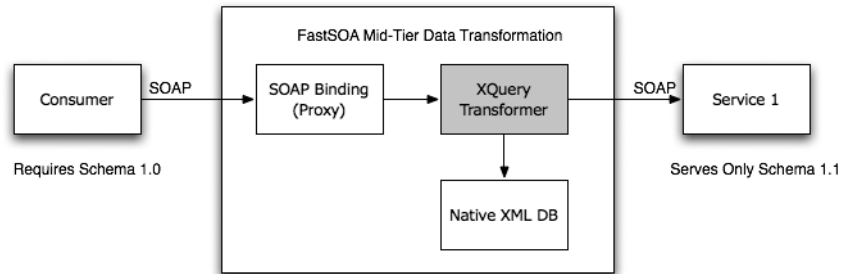 FastSOA Mid-Tier Data Transformation
Consumer
SOAP
SOAP Binding
(Proxy)
XQuery
Transformer
SOAP
Service 1
Requires Schema 1.0
Serves Only Schema 1.1
Native XML DB